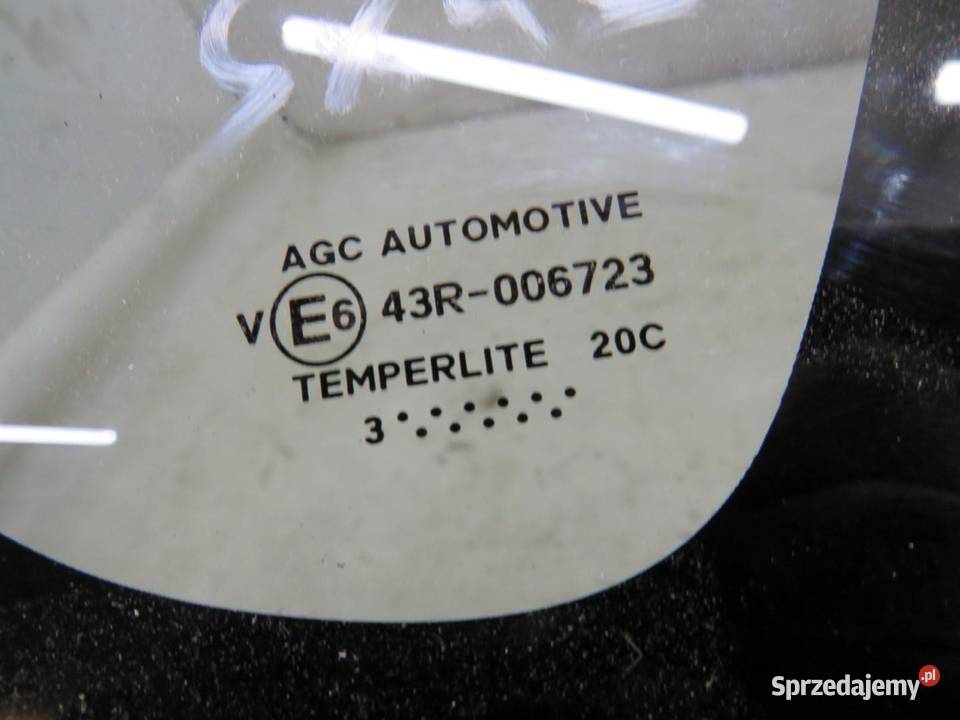 AGC AUTOMOTIVE
V E6 43R-006723
TEMPERLITE 20C
3
Sprzedajemy.pl